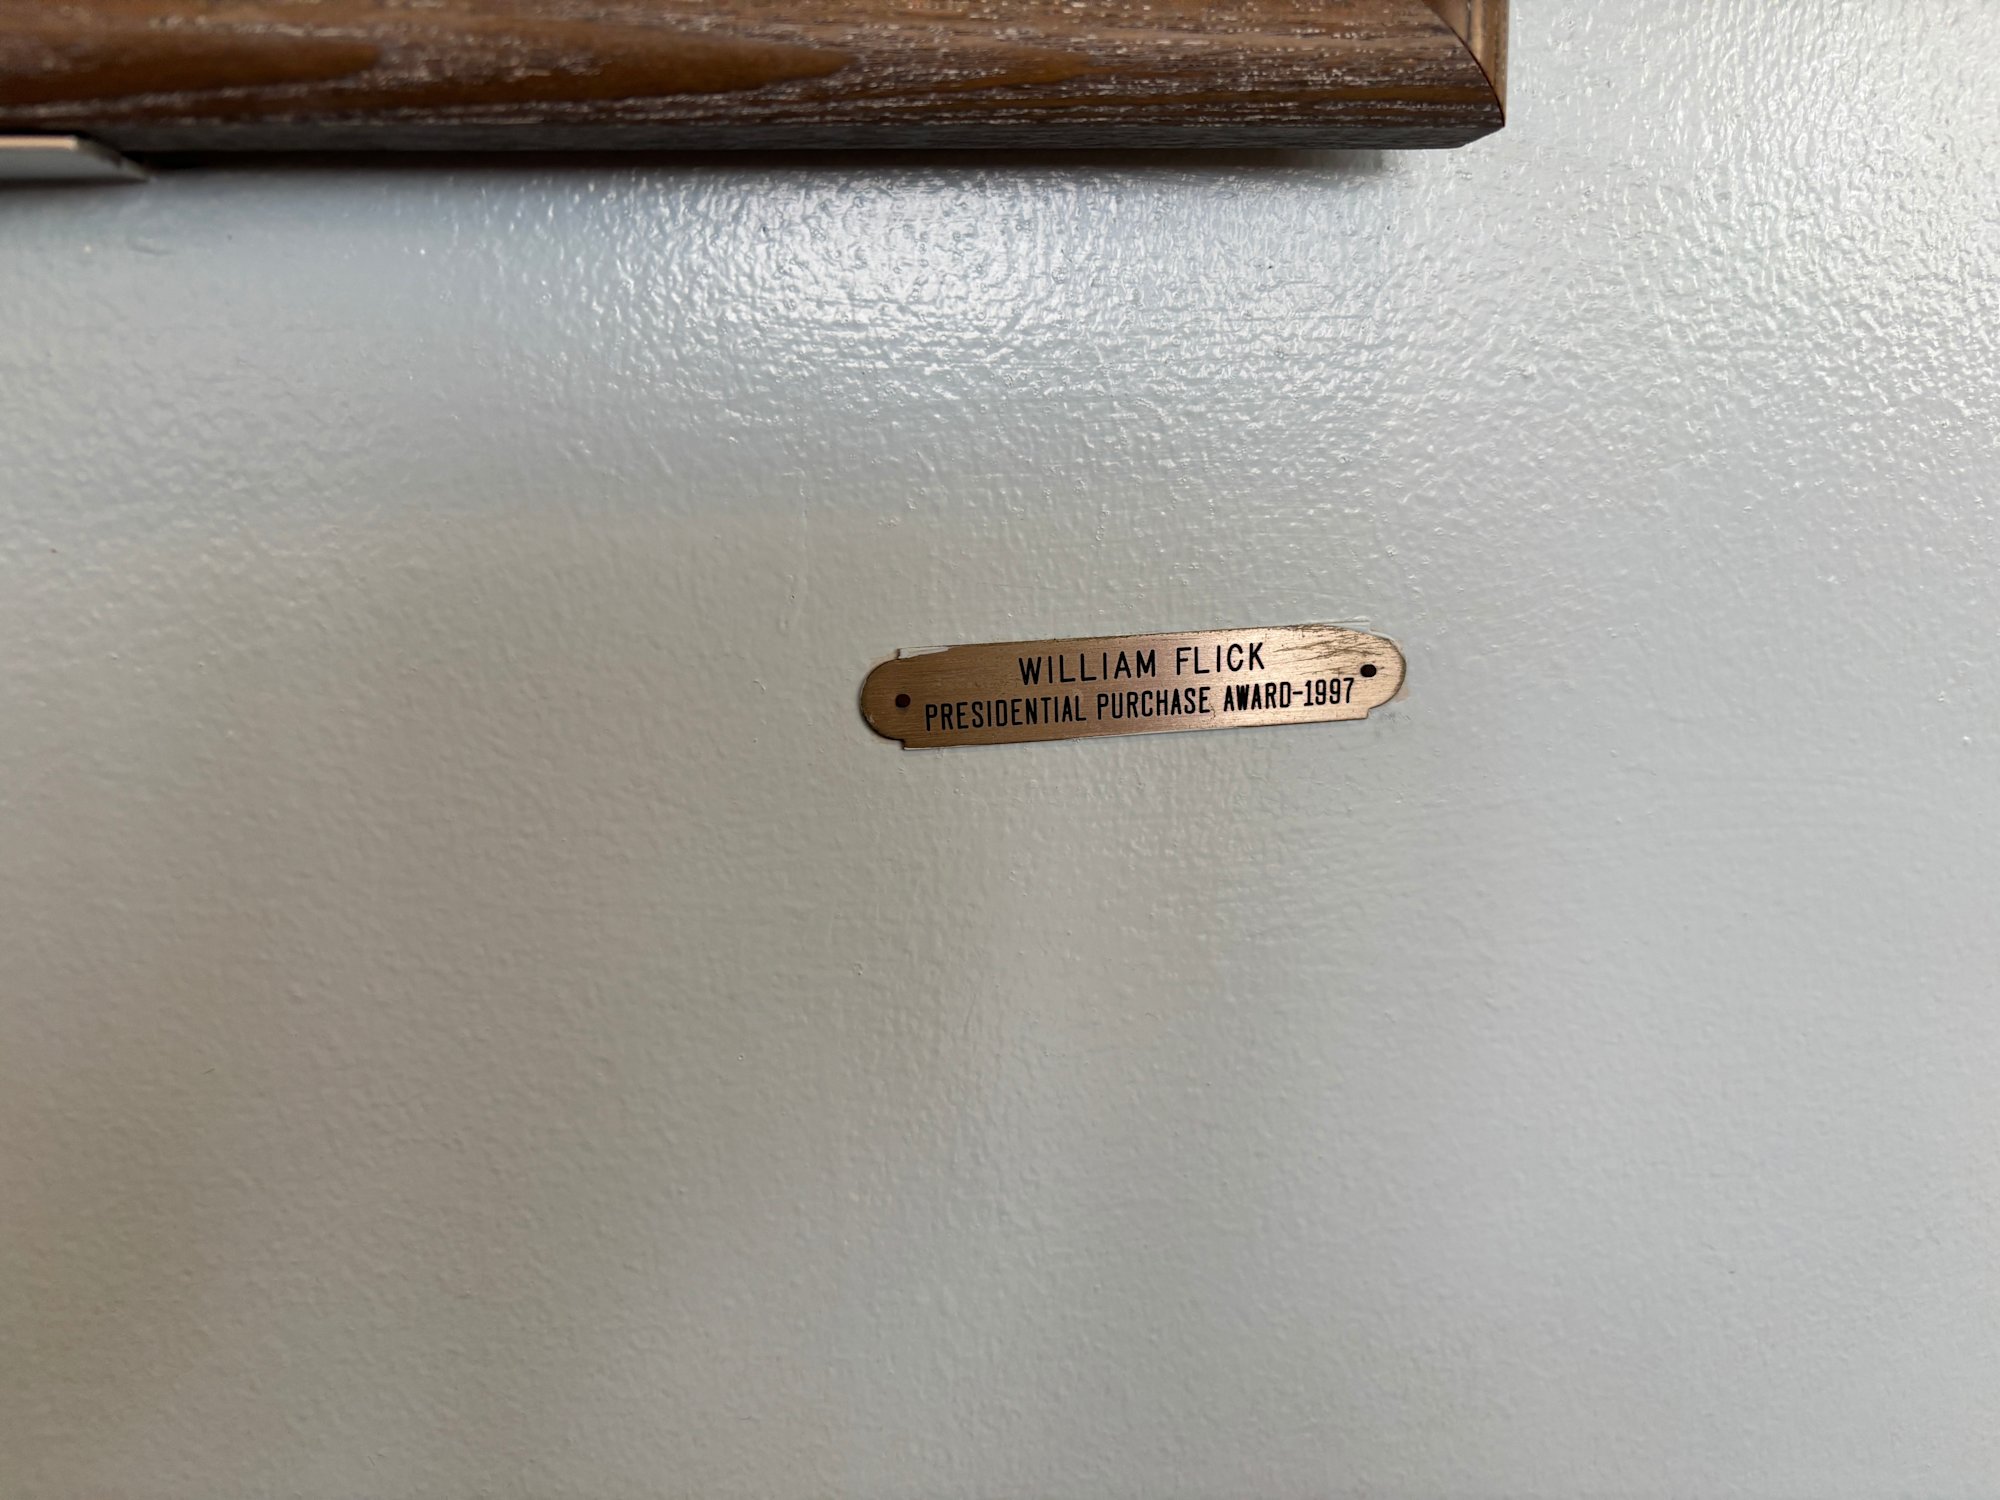 WILLIAM FLICK
PRESIDENTIAL PURCHASE AWARD-1997